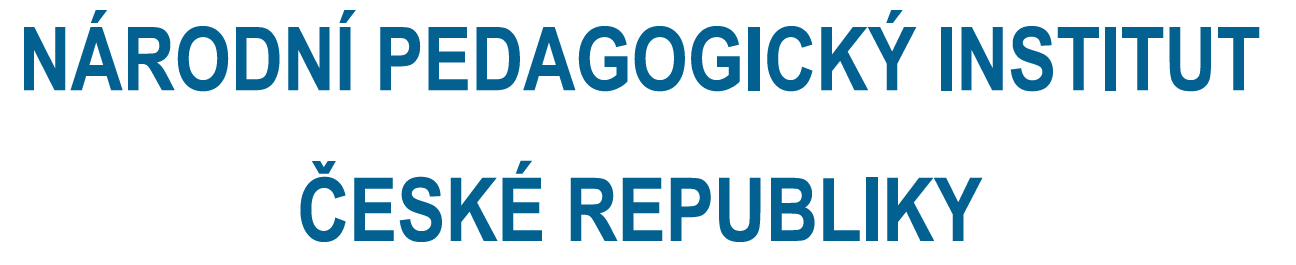 NÁRODNÍ PEDAGOGICKÝ INSTITUT
ČESKÉ REPUBLIKY